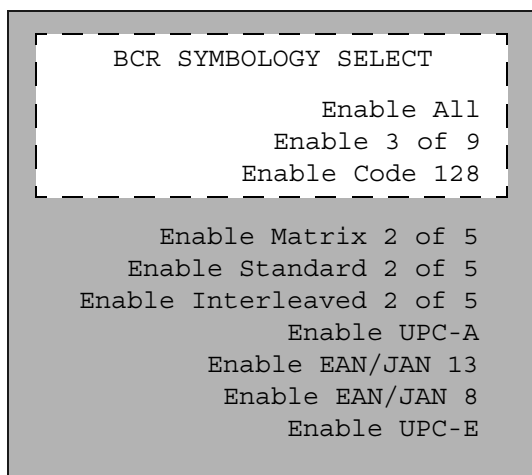 BCR SYMBOLOGY SELECT
Enable All
Enable 3 of 9
Enable Code 128
Enable Matrix 2 of 5
Enable Standard 2 of 5
Enable Interleaved 2 of 5
Enable UPC-A
Enable EAN/JAN 13
Enable EAN/JAN 8
Enable UPC-E